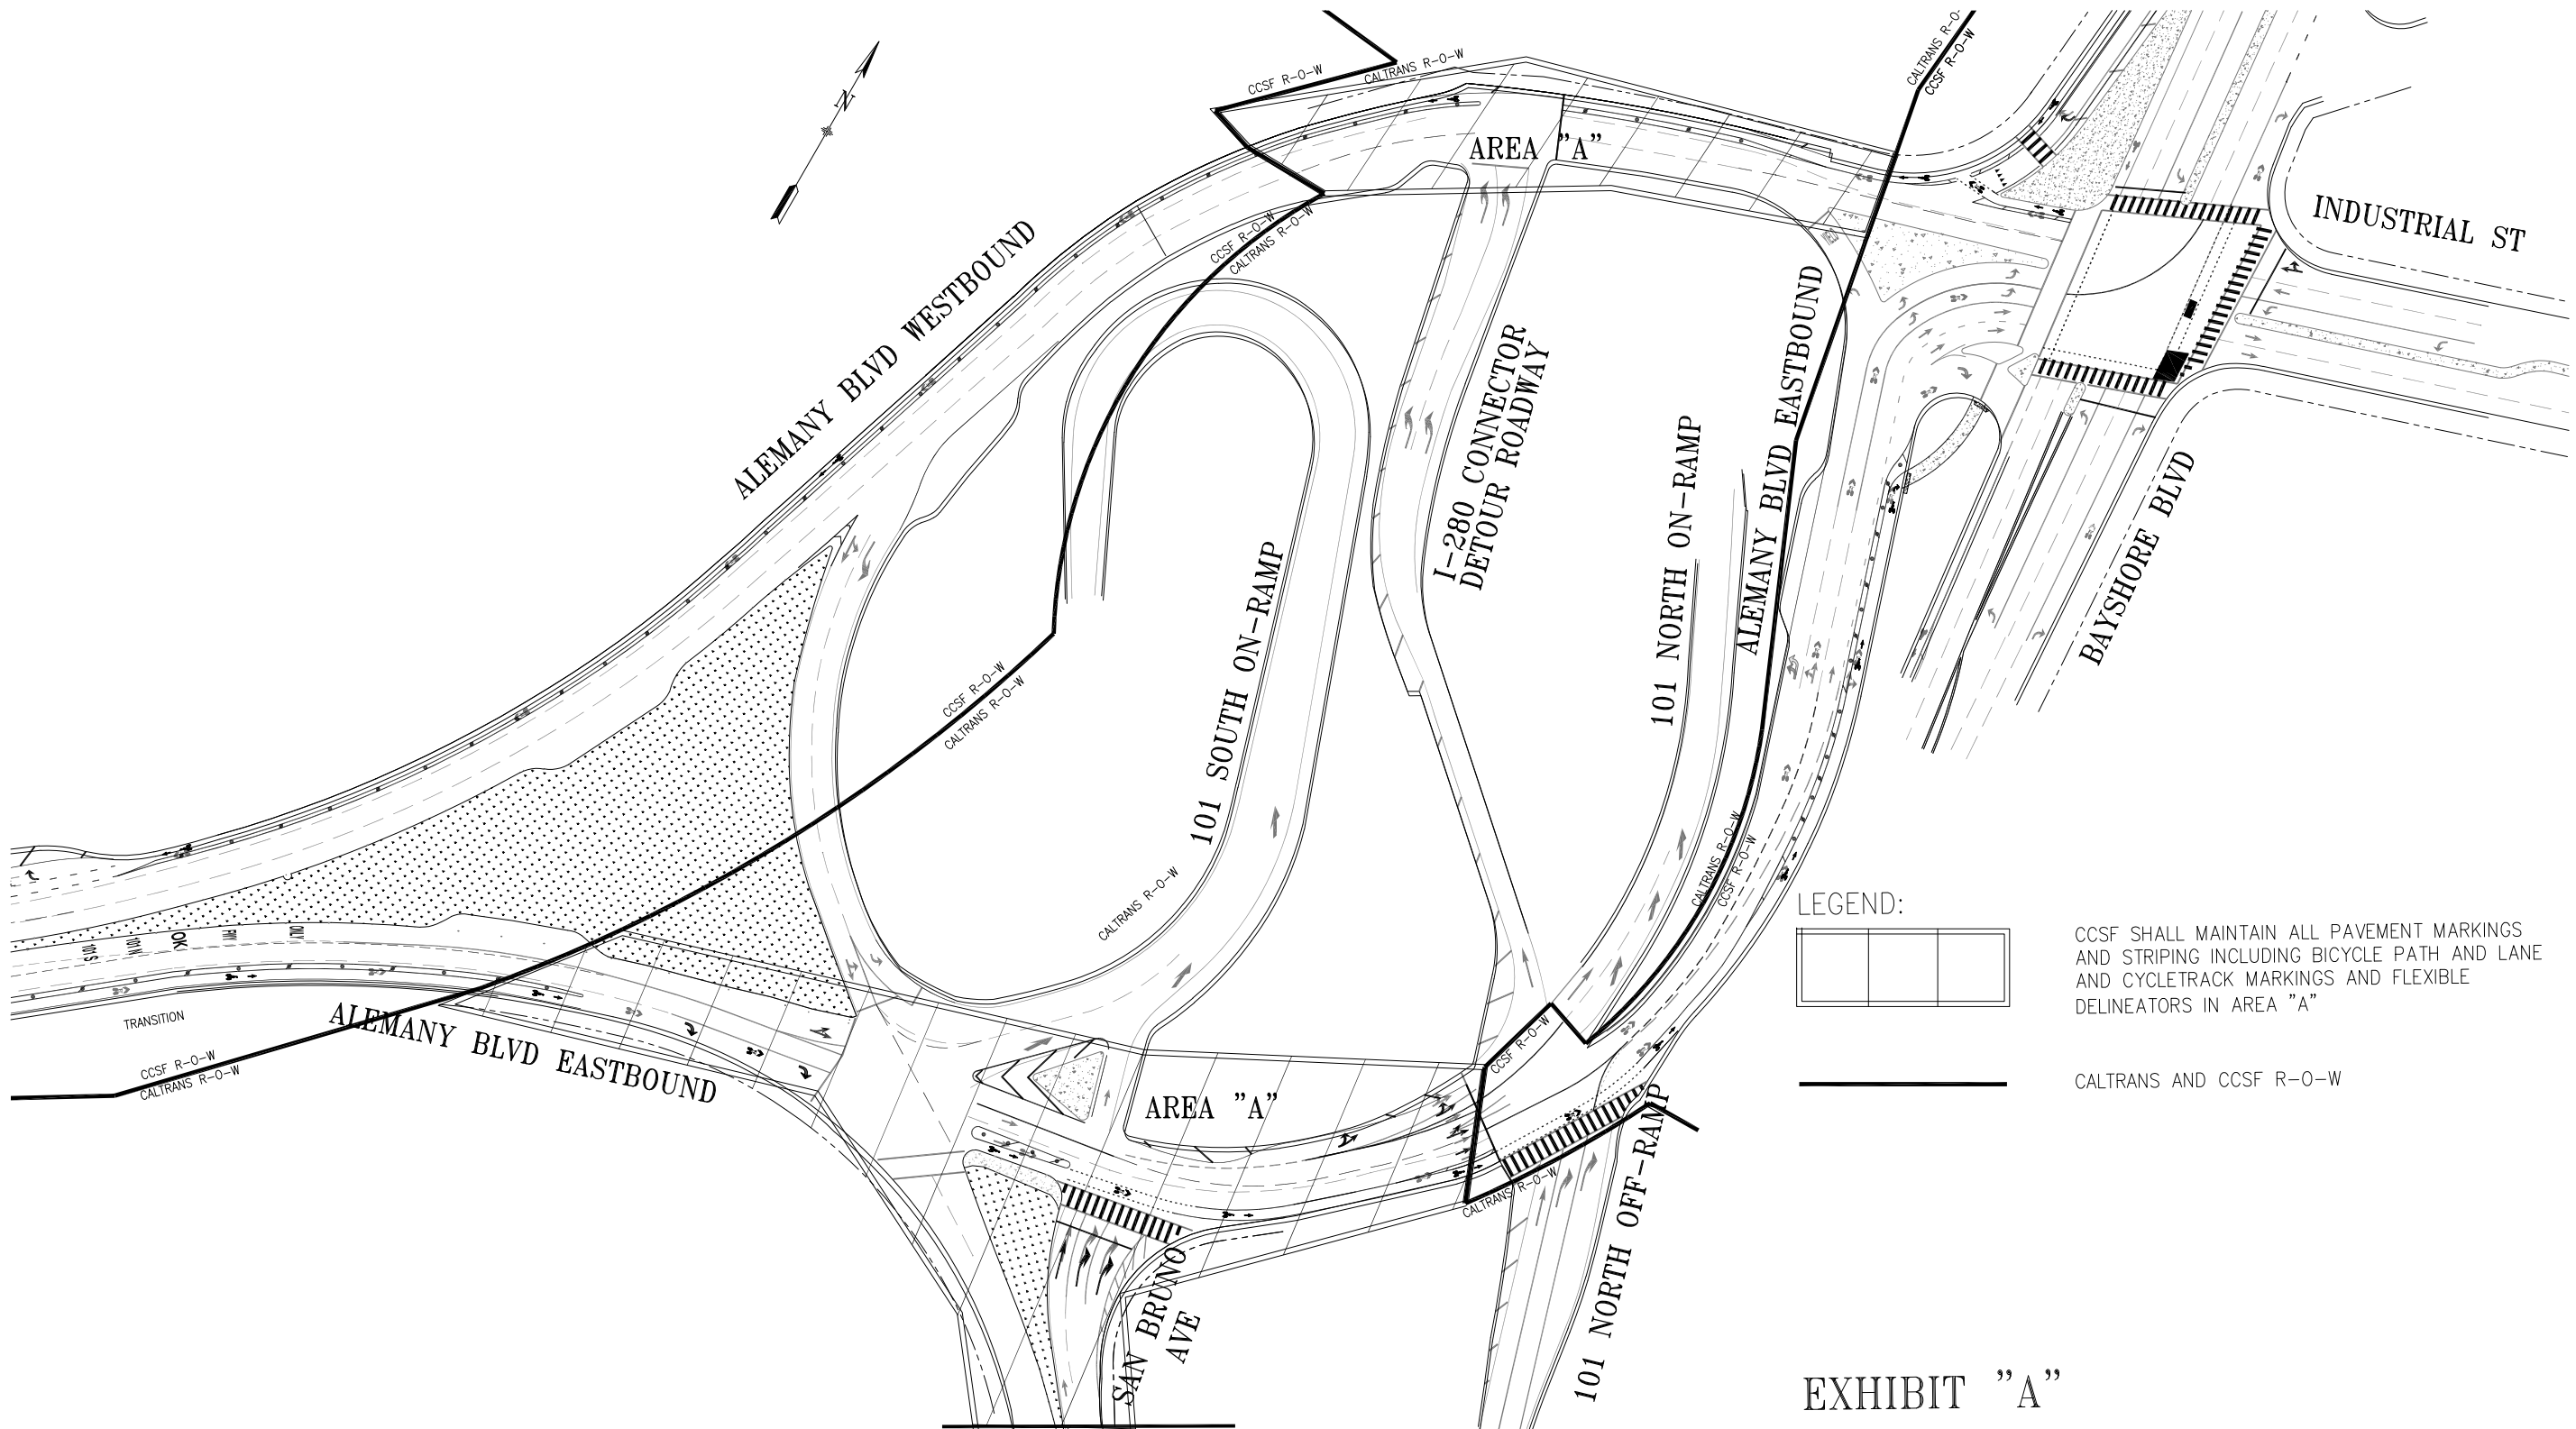 CCSF R-O-W
CALTRANS R-O-W
CALTRANS R-O-
CCSF R-O-W
N
AREA "A"
INDUSTRIAL ST
ALEMANY BLVD WESTBOUND
CCSF R-O-W
CALTRANS R-O-W
I-280 CONNECTOR
DETOUR ROADWAY
101 NORTH ON-RAMP
ALEMANY BLVD EASTBOUND
BAYSHORE BLVD
101 SOUTH ON-RAMP
CCSF R-O-W
CALTRANS R-O-W
CALTRANS R-O-W
CALTRANS R-O-W
CCSF R-O-W
LEGEND:
CCSF SHALL MAINTAIN ALL PAVEMENT MARKINGS
AND STRIPING INCLUDING BICYCLE PATH AND LANE
AND CYCLETRACK MARKINGS AND FLEXIBLE
DELINEATORS IN AREA "A"
CALTRANS AND CCSF R-O-W
101 S
101 N
OK
TRANSITION
ALEMANY BLVD EASTBOUND
CCSF R-O-W
CALTRANS R-O-W
CCSF R-O-W
AREA "A"
CALTRANS R-O-W
101 NORTH OFF-RAMP
SAN BRUNO
AVE
EXHIBIT "A"